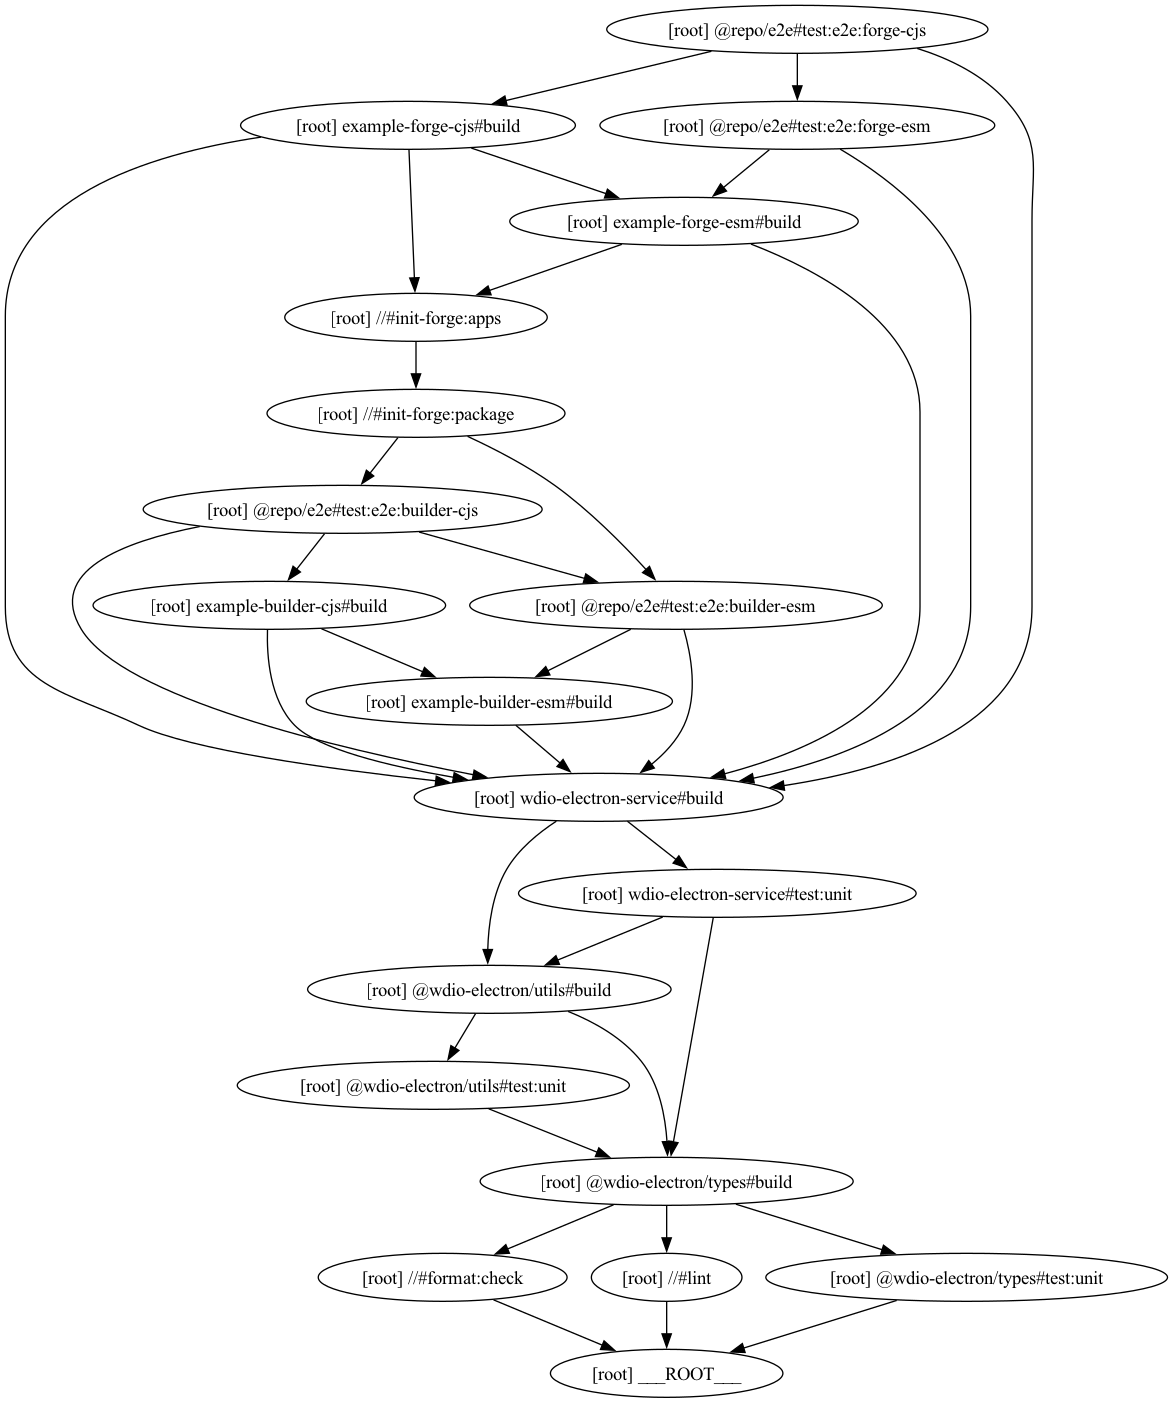 [root] @repo/e2e#test:e2e:forge-cjs
[root] example-forge-cjs#build
[root] @repo/e2e#test:e2e:forge-esm
[root] example-forge-esm#build
[root] //#init-forge:apps
[root] //#init-forge:package
[root] @repo/e2e#test:e2e:builder-cjs
[root] example-builder-cjs#build
[root] @repo/e2e#test:e2e:builder-esm
[root] example-builder-esm#build
[root] wdio-electron-service#build
[root] wdio-electron-service#test:unit
[root] @wdio-electron/utils#build
[root] @wdio-electron/utils#test:unit
[root] @wdio-electron/types#build
[root] //#format:check
[root] //#lint
[root] @wdio-electron/types#test:unit
[root] ___ROOT___